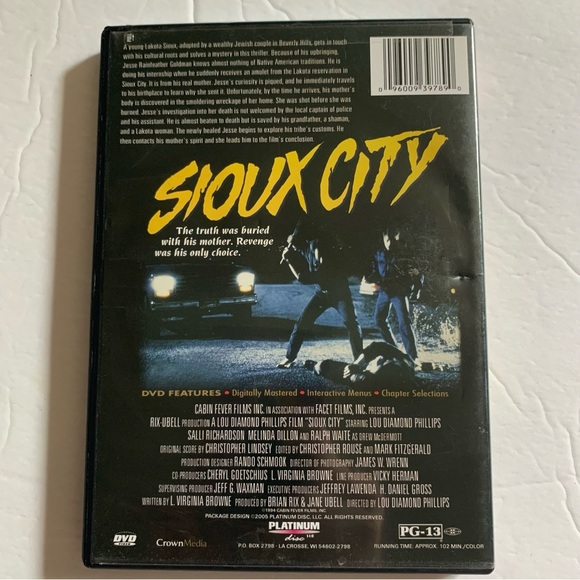 A young Lakota Sioux, adopted by a wealthy Jewish couple in Beverly Hills, gets in touch
with his cultural roots and solves a mystery in this thriller. Because of his upbringing,
Jesse Rainfeather Goldman knows almost nothing of Native American traditions. He is
doing his internship when he suddenly receives an amulet from the Lakota reservation in
Sioux City. It is from his real mother Jesse's curiosity is piqued, and he immediately travels
to his birthplace to learn why she sent it. Unfortunately, by the time he arrives, his mother's
body is discovered in the smoldering wreckage of her home. She was shot before she was
burned. Jesse's investigation into her death is not welcomed by the local captain of police
and his assistant. He is almost beaten to death but is saved by his grandfather, a shaman,
and a Lakota woman. The newly healed Jesse begins to explore his tribe's customs. He
then contacts his mother's spirit and she leads him to the film's conclusion.
0 96009 39789 0
SIOUX CITY
The truth was buried
with his mother. Revenge
was his only choice.
DVD FEATURES • Digitally Mastered • Interactive Menus • Chapter Selections
CABIN FEVER FILMS INC. IN ASSOCIATION WITH FACET FILMS, INC. PRESENTS A
RIX-UBELL PRODUCTION A LOU DIAMOND PHILLIPS FILM "SIOUX CITY" STARRING LOU DIAMOND PHILLIPS
SALLI RICHARDSON MELINDA DILLON AND RALPH WAITE AS DREW McDERMOTT
ORIGINAL SCORE BY CHRISTOPHER LINDSEY EDITED BY CHRISTOPHER ROUSE AND MARK FITZGERALD
PRODUCTION DESIGNER RANDO SCHMOOK DIRECTOR OF PHOTOGRAPHY JAMES W. WRENN
CO-PRODUCERS CHERYL GOETSCHIUS L. VIRGINIA BROWNE LINE PRODUCER VICKY HERMAN
SUPERVISING PRODUCER JEFF G. WAXMAN EXECUTIVE PRODUCERS JEFFREY LAWENDA H. DANIEL GROSS
WRITTEN BY L. VIRGINIA BROWNE PRODUCED BY BRIAN RIX & JANE UBELL DIRECTED BY LOU DIAMOND PHILLIPS
©1994 CABIN FEVER FILMS, INC
PACKAGE DESIGN ©2005 PLATINUM DISC, LLC. ALL RIGHTS RESERVED.
DVD VIDEO
CrownMedia
PLATINUM
disc LLC
P.O. BOX 2798 - LA CROSSE, WI 54602-2798
PG-13
RUNNING TIME: APPROX. 102 MIN./COLOR